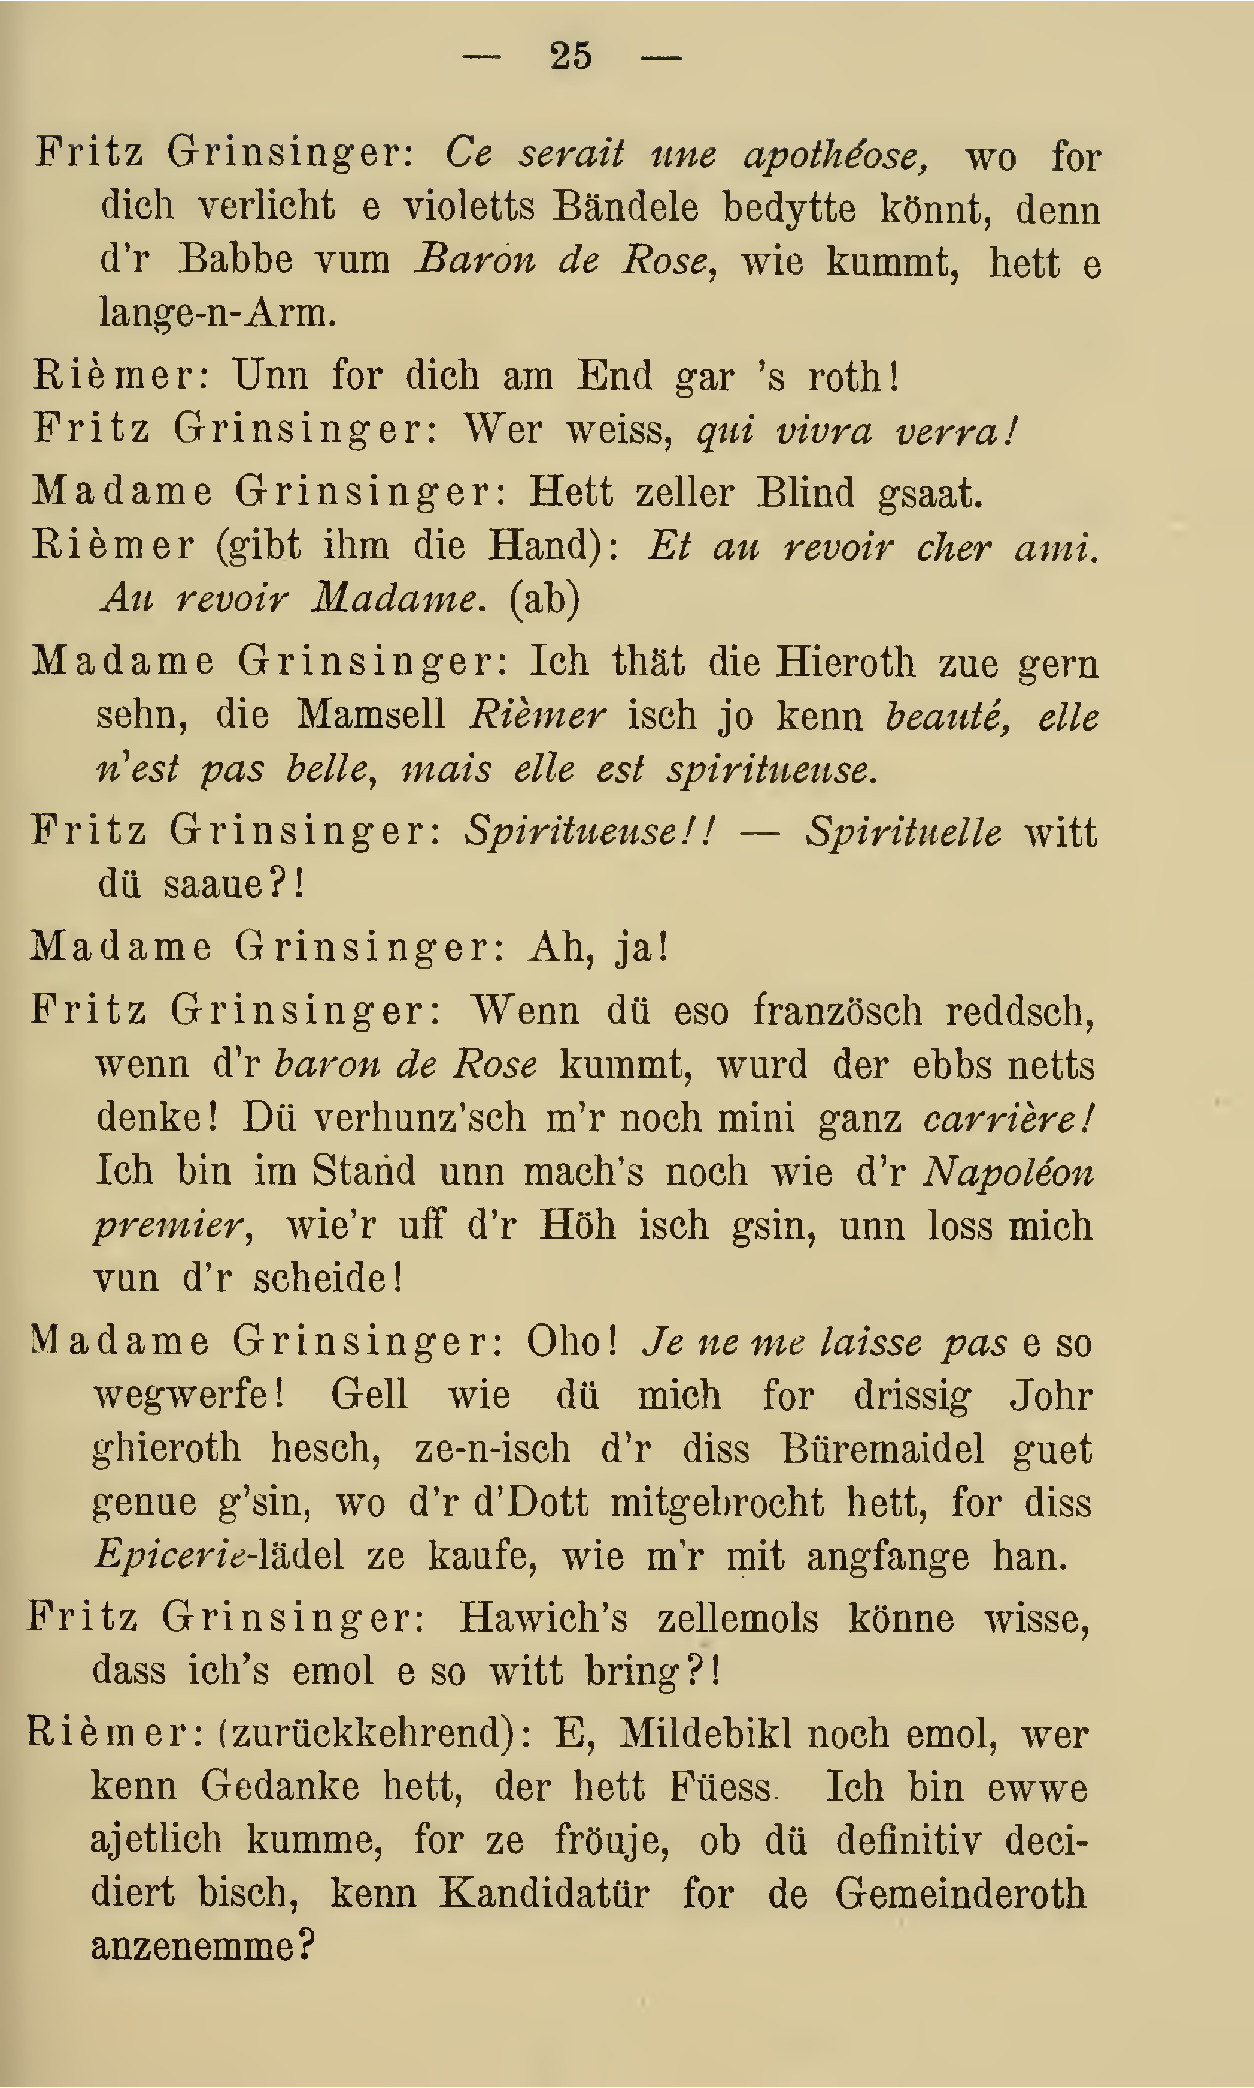 — 25 —
Fritz Grinsinger: Ce serait une apothéose, wo for
dich verlicht e violetts Bändele bedytte könnt, denn
d'r Babbe vum Baron de Rose, wie kummt, hett e
lange-n-Arm.
Rièmer: Unn for dich am End gar 's roth!
Fritz Grinsinger: Wer weiss, qui vivra verra!
Madame Grinsinger: Hett zeller Blind gsaat.
Rièmer (gibt ihm die Hand): Et au revoir cher ami.
Au revoir Madame. (ab)
Madame Grinsinger: Ich thät die Hieroth zue gern
sehn, die Mamsell Rièmer isch jo kenn beauté, elle
n'est pas belle, mais elle est spiritueuse.
Fritz Grinsinger: Spiritueuse!! — Spirituelle witt
dü saaue?!
Madame Grinsinger: Ah, ja!
Fritz Grinsinger: Wenn dü eso französch reddsch,
wenn d'r baron de Rose kummt, wurd der ebbs netts
denke! Dü verhunz'sch m'r noch mini ganz carrière!
Ich bin im Stand unn mach's noch wie d'r Napoléon
premier, wie'r uff d'r Höh isch gsin, unn loss mich
vun d'r scheide!
Madame Grinsinger: Oho! Je ne me laisse pas e so
wegwerfe! Gell wie dü mich for drissig Johr
ghieroth hesch, ze-n-isch d'r diss Büremaidel guet
genue g'sin, wo d'r d'Dott mitgebrocht hett, for diss
Epicerie-lädel ze kaufe, wie m'r mit angfange han.
Fritz Grinsinger: Hawich's zellemols könne wisse,
dass ich's emol e so witt bring?!
Rièmer: (zurückkehrend): E, Mildebikl noch emol, wer
kenn Gedanke hett, der hett Füess. Ich bin ewwe
ajetlich kumme, for ze fröuje, ob dü definitiv deci-
diert bisch, kenn Kandidatür for de Gemeinderoth
anzenemme?